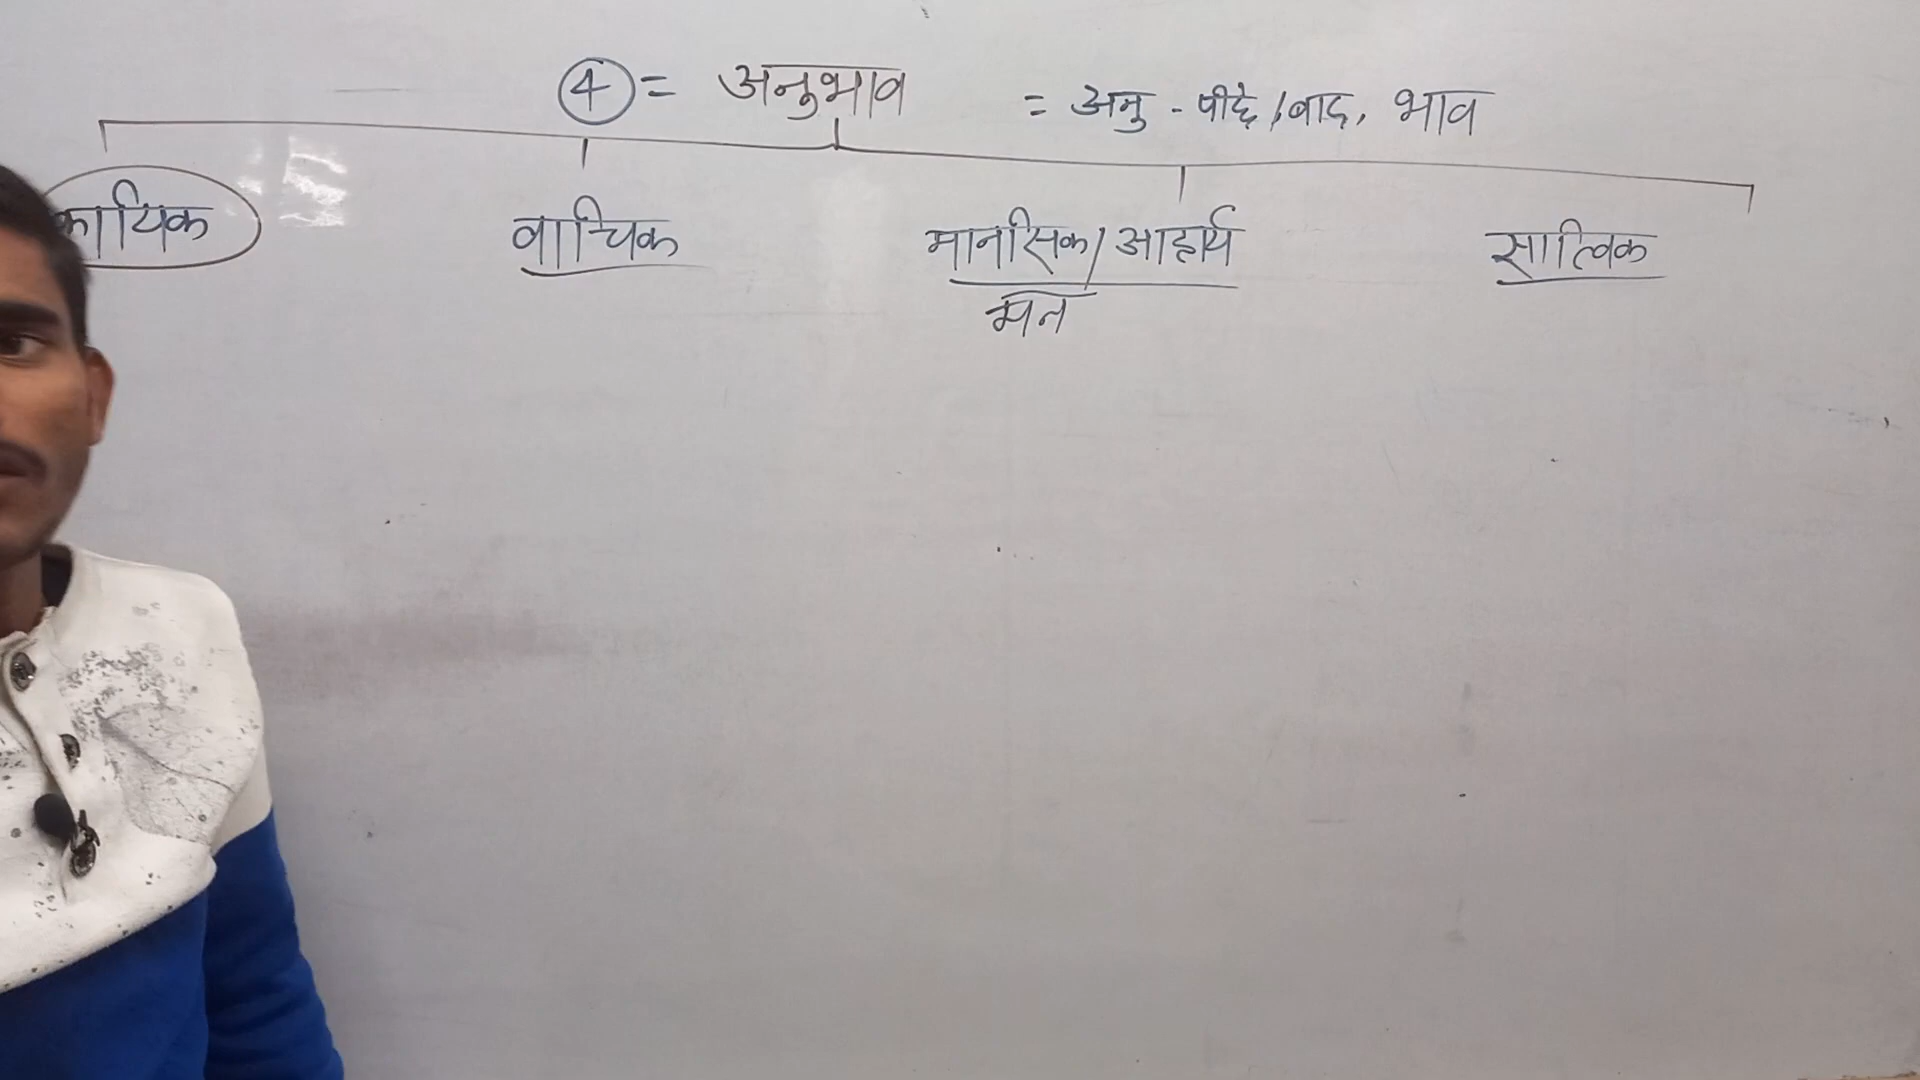 ④ = अनुभाव = अनु - पीछे / बाद, भाव
कायिक वाचिक मानसिक / आहार्य सात्विक
मन